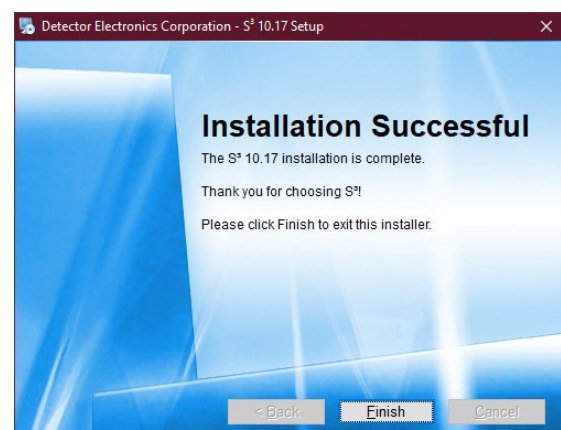 Detector Electronics Corporation - S³ 10.17 Setup
Installation Successful
The S³ 10.17 installation is complete.
Thank you for choosing S³!
Please click Finish to exit this installer.
< Back Finish Cancel